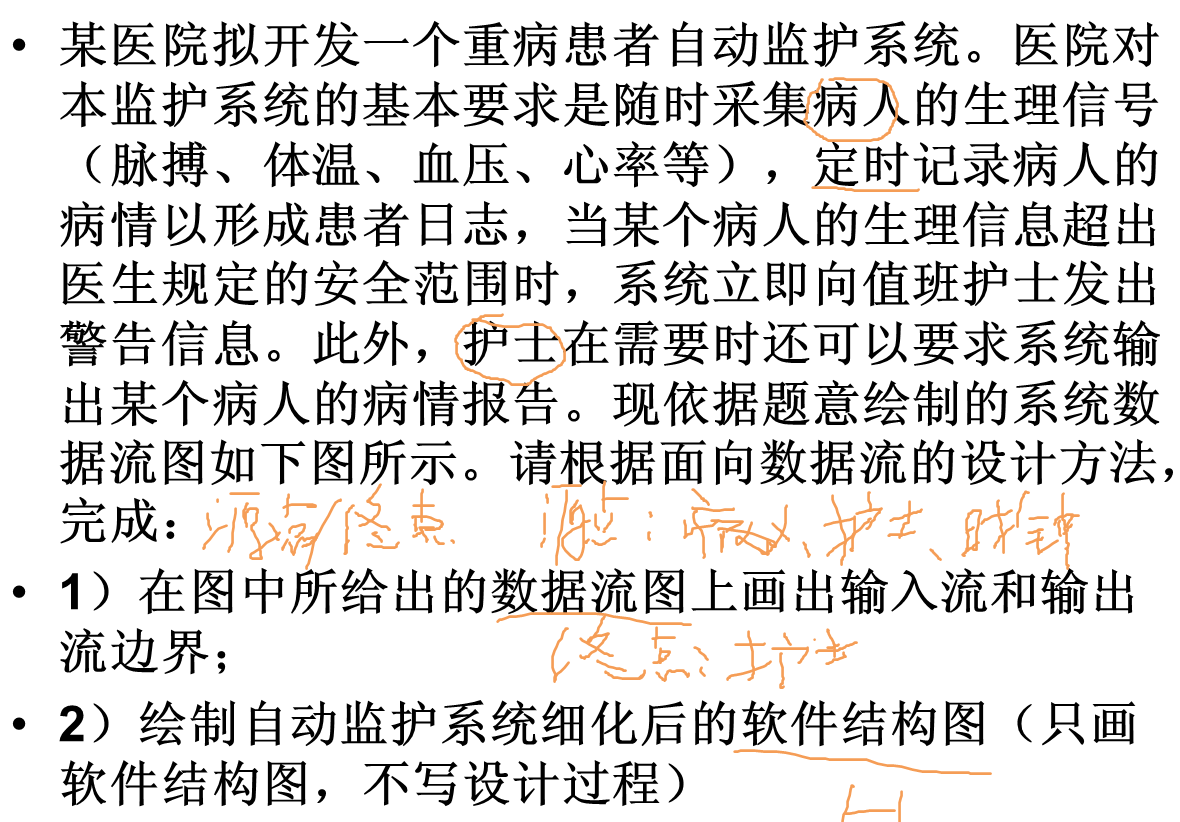 • 某医院拟开发一个重病患者自动监护系统。医院对
本监护系统的基本要求是随时采集病人的生理信号
（脉搏、体温、血压、心率等），定时记录病人的
病情以形成患者日志，当某个病人的生理信息超出
医生规定的安全范围时，系统立即向值班护士发出
警告信息。此外，护士在需要时还可以要求系统输
出某个病人的病情报告。现依据题意绘制的系统数
据流图如下图所示。请根据面向数据流的设计方法，
完成：
源点/终点 源点：病人、护士、时钟
• 1）在图中所给出的数据流图上画出输入流和输出
流边界；
终点：护士
• 2）绘制自动监护系统细化后的软件结构图（只画
软件结构图，不写设计过程）